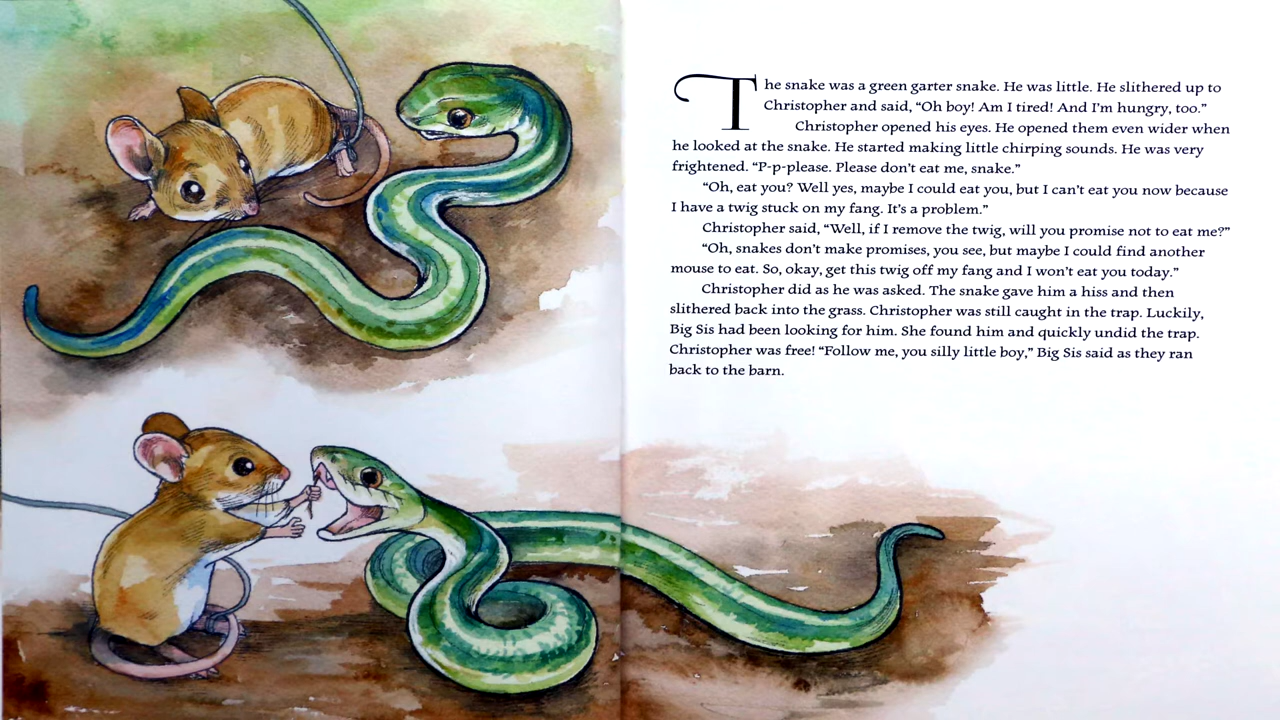 The snake was a green garter snake. He was little. He slithered up to
Christopher and said, “Oh boy! Am I tired! And I’m hungry, too.”
Christopher opened his eyes. He opened them even wider when
he looked at the snake. He started making little chirping sounds. He was very
frightened. “P-p-please. Please don’t eat me, snake.”
“Oh, eat you? Well yes, maybe I could eat you, but I can’t eat you now because
I have a twig stuck on my fang. It’s a problem.”
Christopher said, “Well, if I remove the twig, will you promise not to eat me?”
“Oh, snakes don’t make promises, you see, but maybe I could find another
mouse to eat. So, okay, get this twig off my fang and I won’t eat you today.”
Christopher did as he was asked. The snake gave him a hiss and then
slithered back into the grass. Christopher was still caught in the trap. Luckily,
Big Sis had been looking for him. She found him and quickly undid the trap.
Christopher was free! “Follow me, you silly little boy,” Big Sis said as they ran
back to the barn.